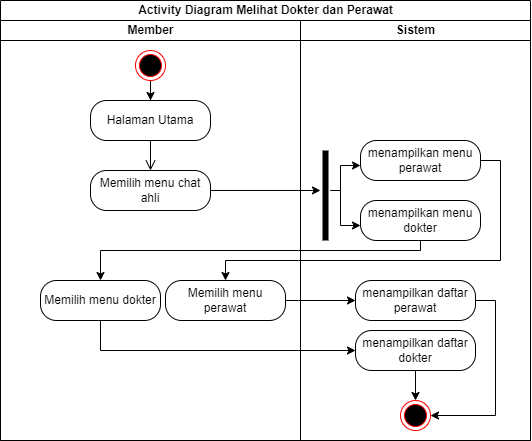 Activity Diagram Melihat Dokter dan Perawat
Member
Sistem
Halaman Utama
Memilih menu chat
ahli
menampilkan menu
perawat
menampilkan menu
dokter
Memilih menu dokter
Memilih menu
perawat
menampilkan daftar
perawat
menampilkan daftar
dokter